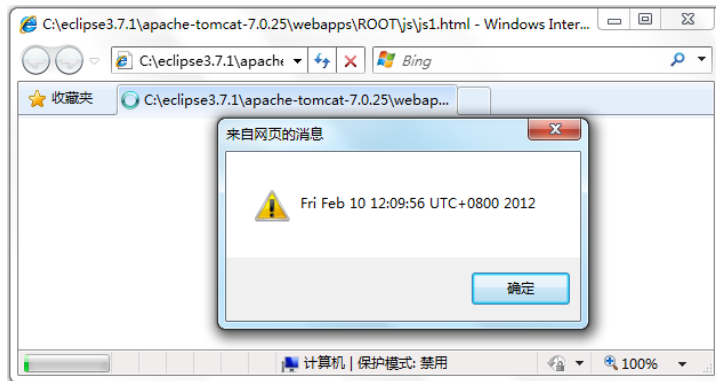 C:\eclipse3.7.1\apache-tomcat-7.0.25\webapps\ROOT\js\js1.html - Windows Inter...
C:\eclipse3.7.1\apache
Bing
收藏夹
C:\eclipse3.7.1\apache-tomcat-7.0.25\webap...
来自网页的消息
Fri Feb 10 12:09:56 UTC+0800 2012
确定
计算机 | 保护模式: 禁用
100%